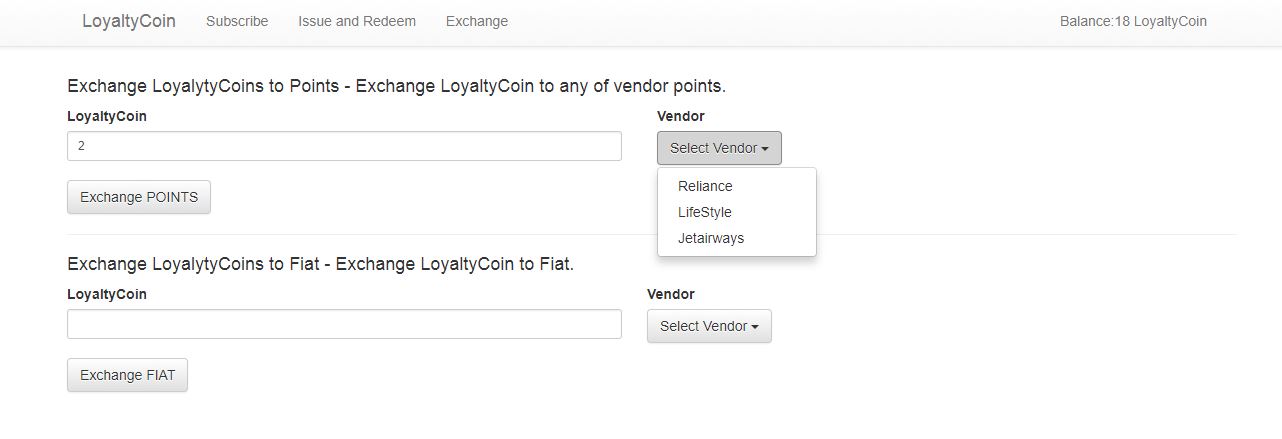 LoyaltyCoin Subscribe Issue and Redeem Exchange Balance:18 LoyaltyCoin
Exchange LoyalytyCoins to Points - Exchange LoyaltyCoin to any of vendor points.
LoyaltyCoin Vendor
2 Select Vendor
Reliance
Exchange POINTS
LifeStyle
Jetairways
Exchange LoyalytyCoins to Fiat - Exchange LoyaltyCoin to Fiat.
LoyaltyCoin Vendor
Select Vendor
Exchange FIAT